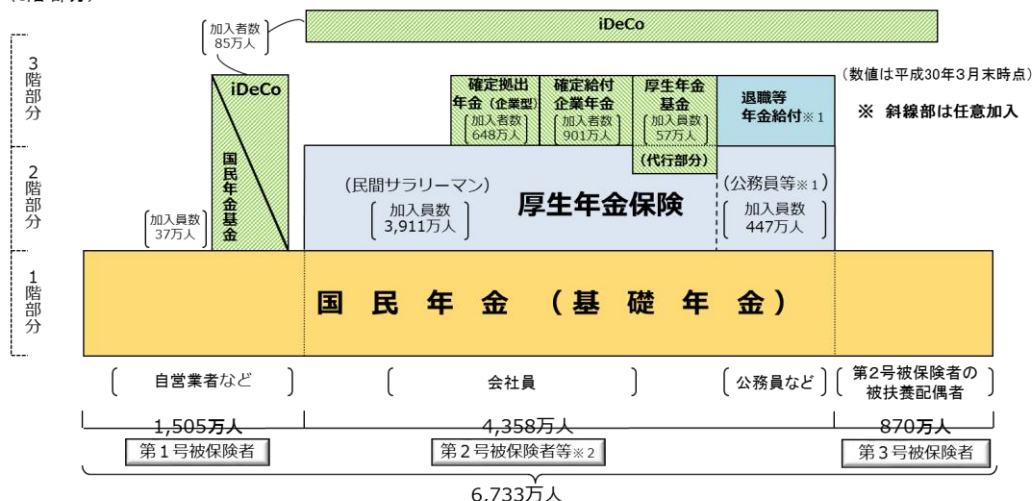 iDeCo
加入者数
85万人
3階部分
iDeCo
国民年金基金
確定拠出
年金（企業型）
加入者数
648万人
確定給付
企業年金
加入者数
901万人
厚生年金
基金
加入員数
57万人
（代行部分）
退職等
年金給付※1
（数値は平成30年3月末時点）
※ 斜線部は任意加入
2階部分
加入員数
37万人
（民間サラリーマン）
加入員数
3,911万人
厚生年金保険
（公務員等※1）
加入員数
447万人
1階部分
国民年金（基礎年金）
自営業者など
会社員
公務員など
第2号被保険者の
被扶養配偶者
1,505万人
4,358万人
870万人
第1号被保険者
第2号被保険者等※2
第3号被保険者
6,733万人